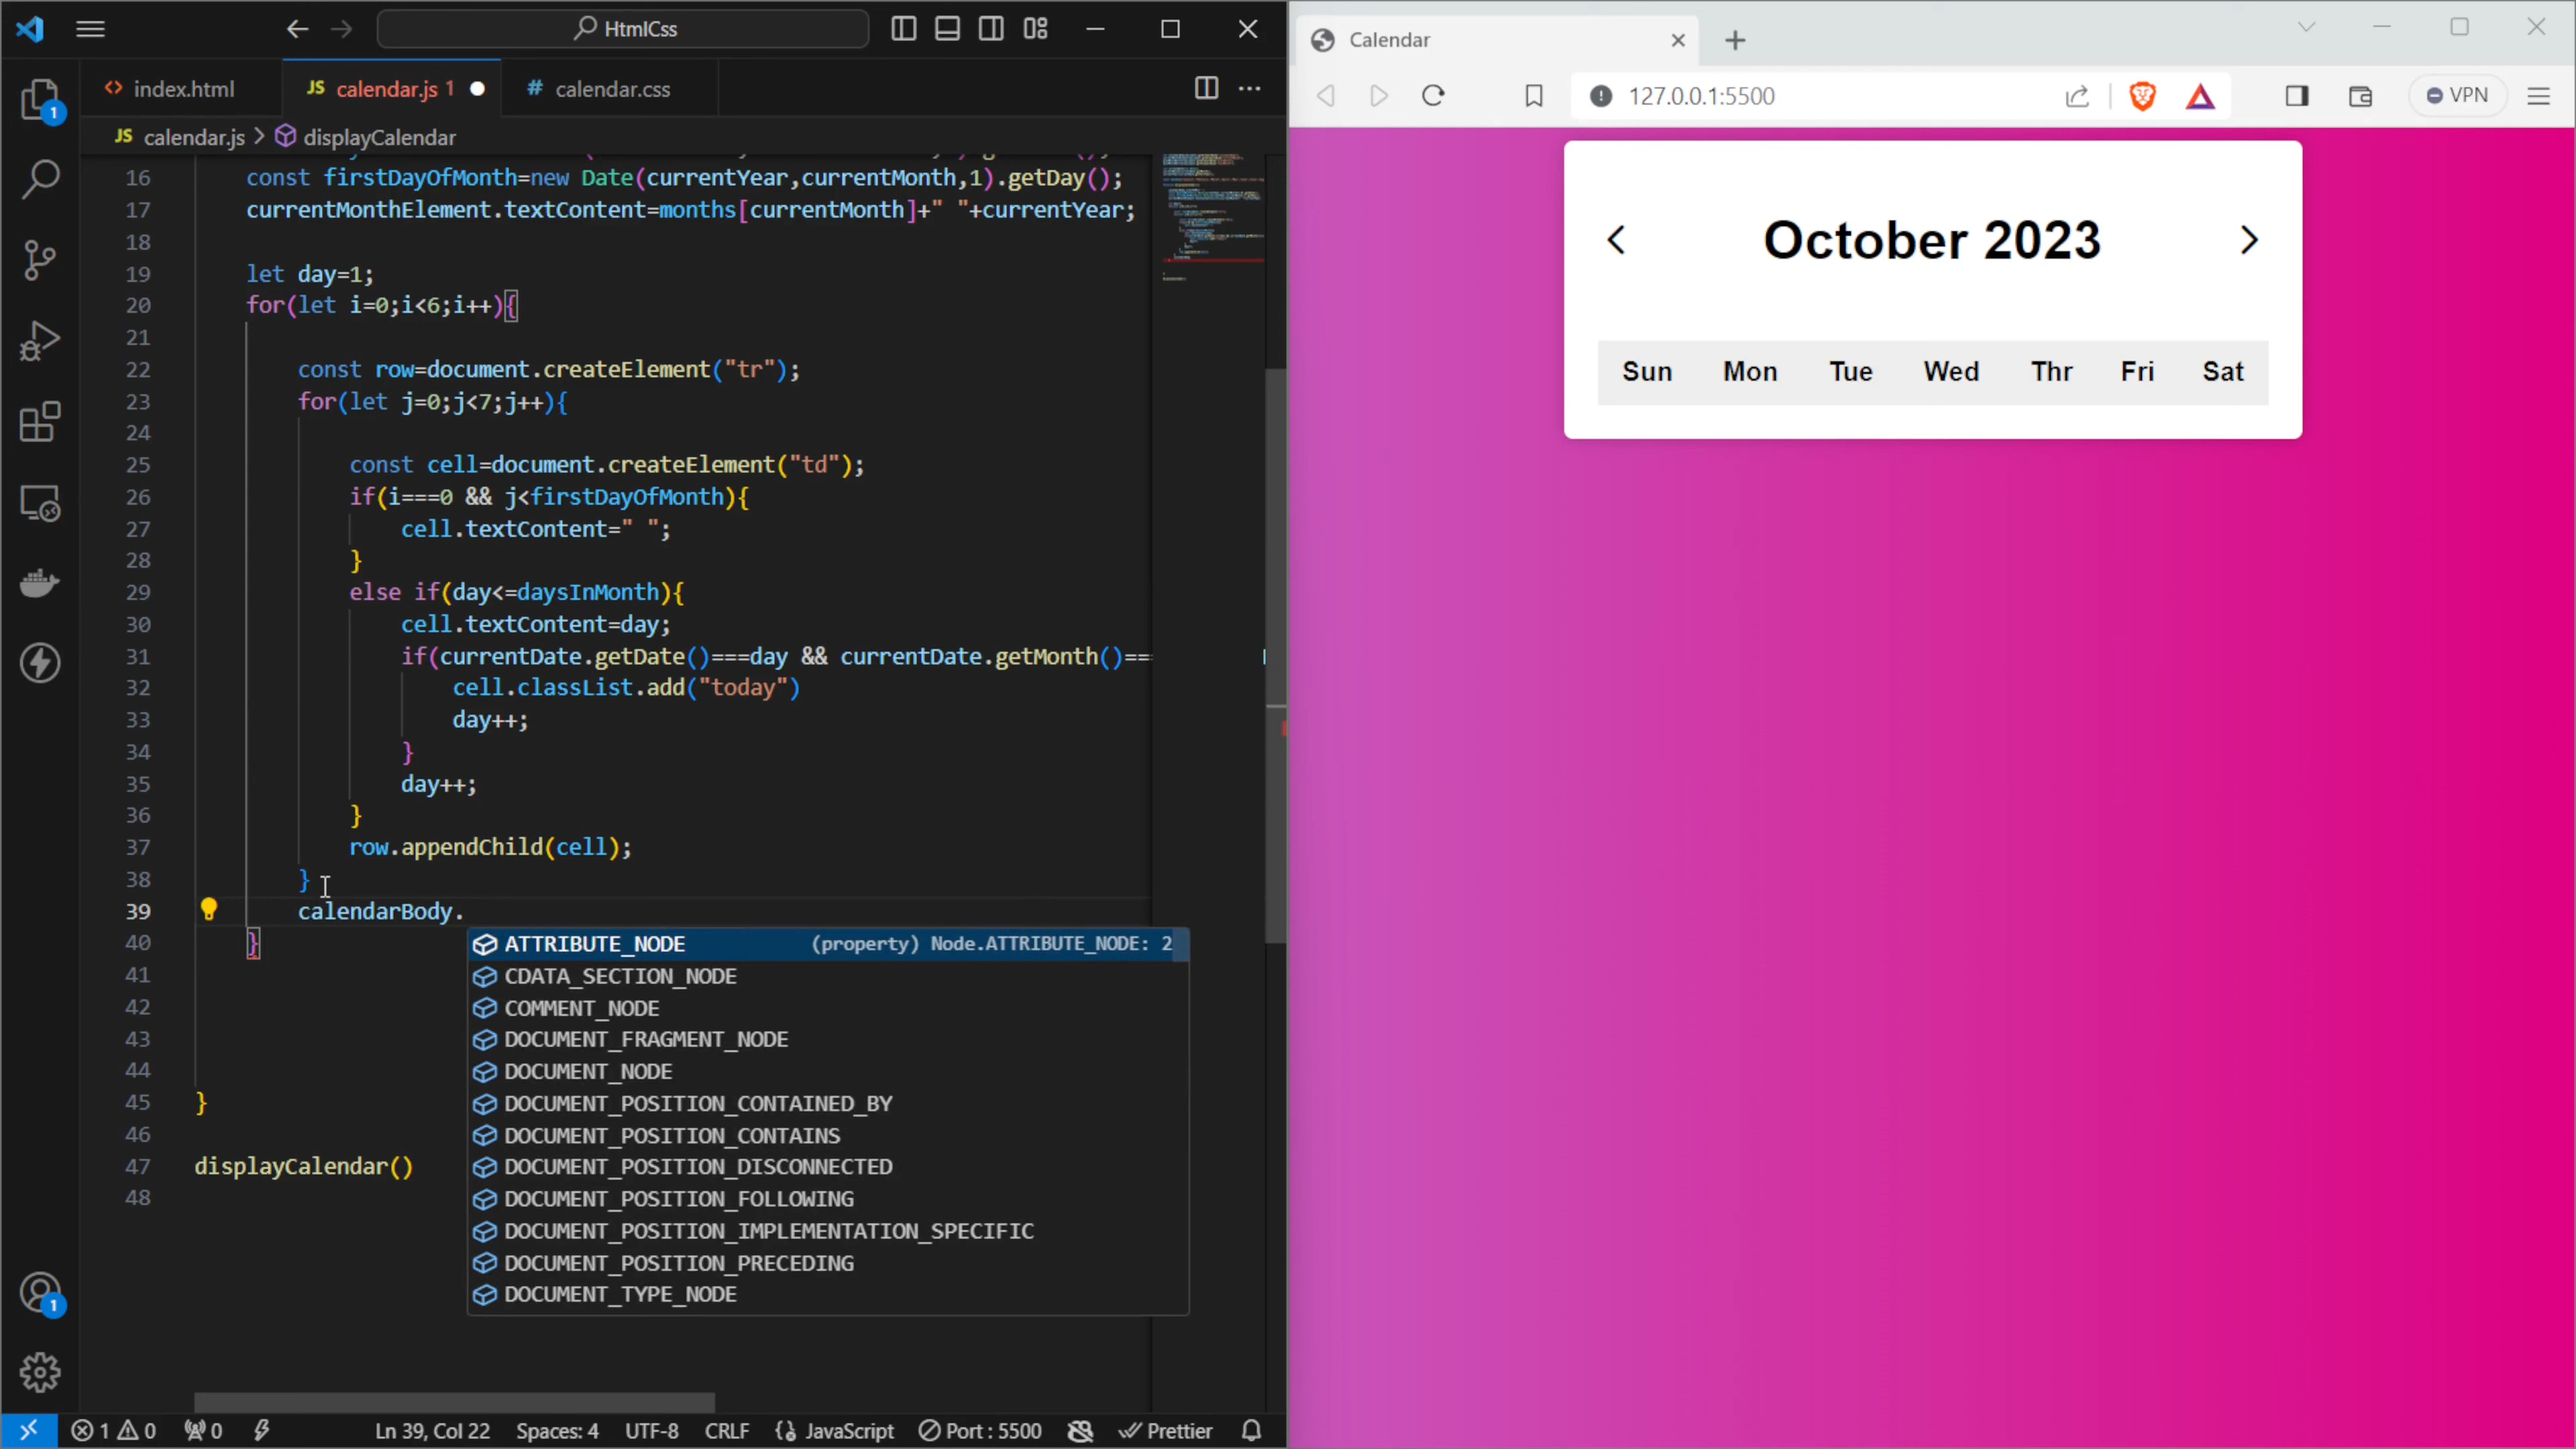 HtmlCss
index.html
JS calendar.js 1
# calendar.css
JS calendar.js > displayCalendar
16 const firstDayOfMonth=new Date(currentYear,currentMonth,1).getDay();
17 currentMonthElement.textContent=months[currentMonth]+" "+currentYear;
18
19 let day=1;
20 for(let i=0;i<6;i++){
21
22 const row=document.createElement("tr");
23 for(let j=0;j<7;j++){
24
25 const cell=document.createElement("td");
26 if(i===0 && j<firstDayOfMonth){
27 cell.textContent=" ";
28 }
29 else if(day<=daysInMonth){
30 cell.textContent=day;
31 if(currentDate.getDate()===day && currentDate.getMonth()===
32 cell.classList.add("today")
33 day++;
34 }
35 day++;
36 }
37 row.appendChild(cell);
38 }
39 calendarBody.
40 }
41
42
43
44
45 }
46
47 displayCalendar()
48
ATTRIBUTE_NODE (property) Node.ATTRIBUTE_NODE: 2
CDATA_SECTION_NODE
COMMENT_NODE
DOCUMENT_FRAGMENT_NODE
DOCUMENT_NODE
DOCUMENT_POSITION_CONTAINED_BY
DOCUMENT_POSITION_CONTAINS
DOCUMENT_POSITION_DISCONNECTED
DOCUMENT_POSITION_FOLLOWING
DOCUMENT_POSITION_IMPLEMENTATION_SPECIFIC
DOCUMENT_POSITION_PRECEDING
DOCUMENT_TYPE_NODE
1
1
1 0 0 Ln 39, Col 22 Spaces: 4 UTF-8 CRLF JavaScript Port : 5500 Prettier
Calendar
127.0.0.1:5500
VPN
October 2023
Sun Mon Tue Wed Thr Fri Sat